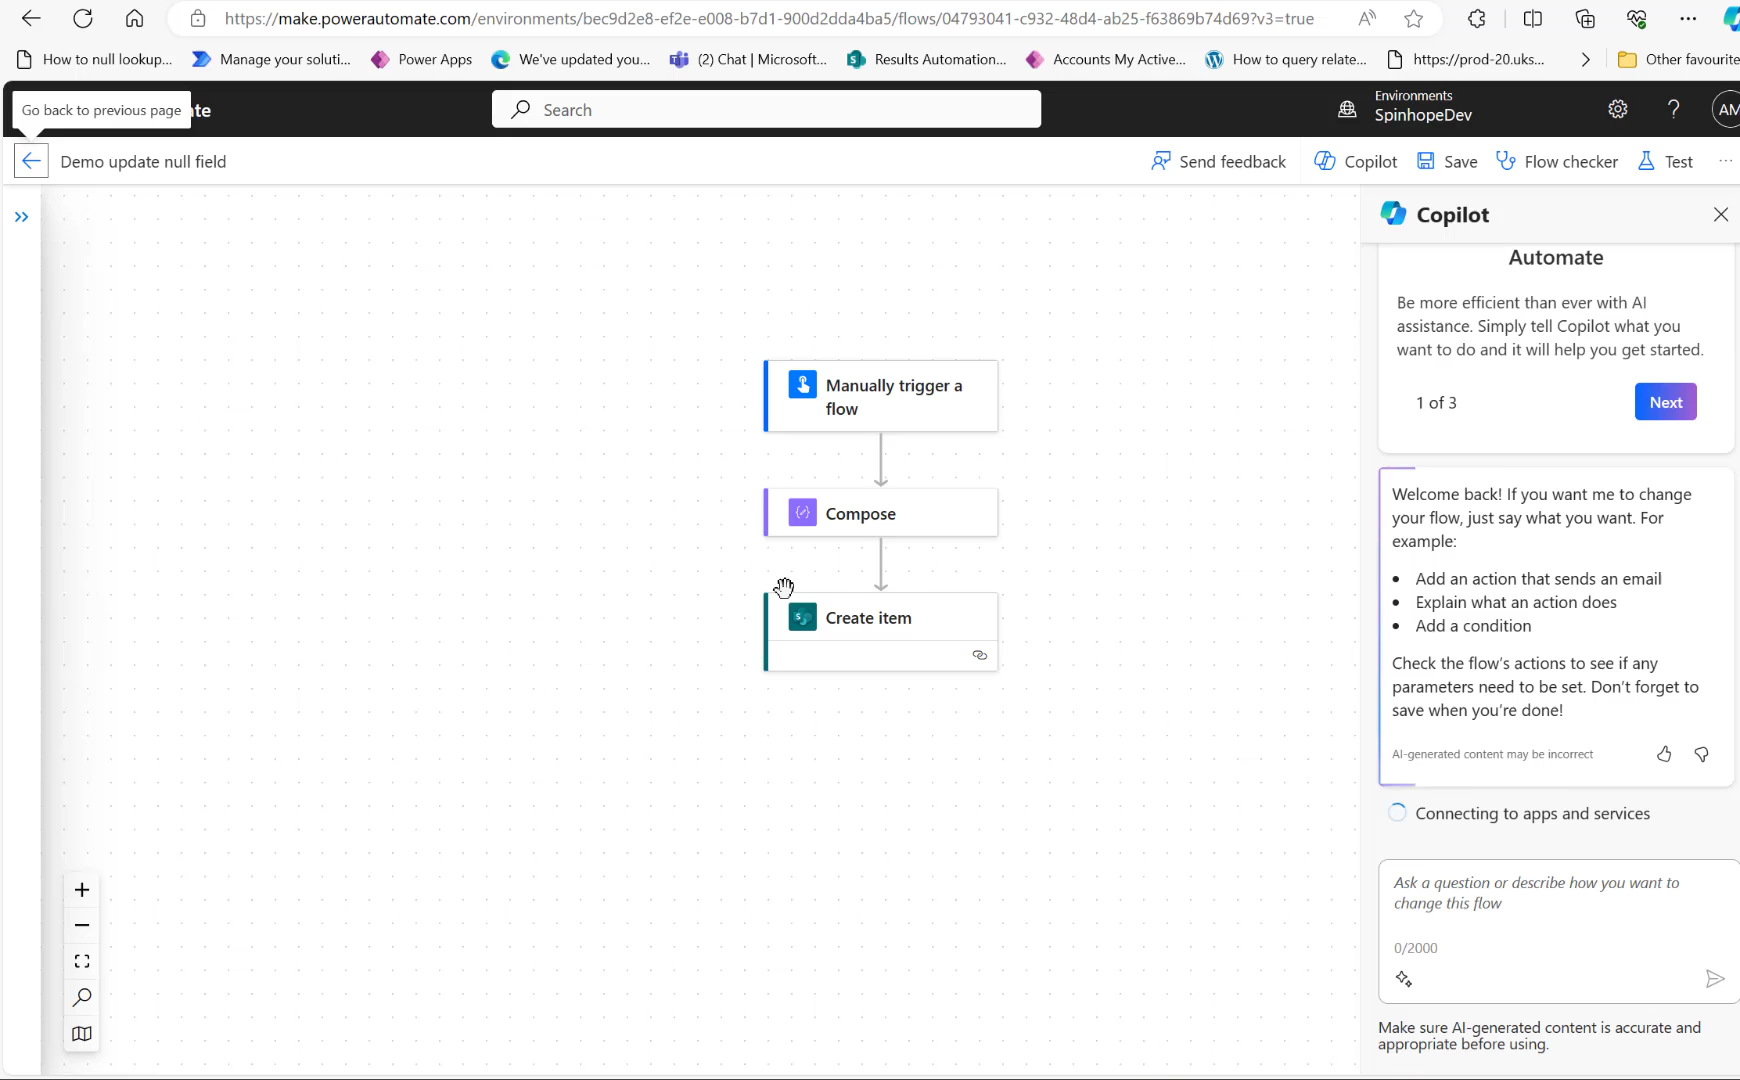 https://make.powerautomate.com/environments/bec9d2e8-ef2e-e008-b7d1-900d2dda4ba5/flows/04793041-c932-48d4-ab25-f63869b74d69?v3=true
How to null lookup...
Manage your soluti...
Power Apps
We've updated you...
(2) Chat | Microsoft...
Results Automation...
Accounts My Active...
How to query relate...
https://prod-20.uks...
Other favourite
Go back to previous page
te
Search
Environments
SpinhopeDev
?
AM
Demo update null field
Send feedback
Copilot
Save
Flow checker
Test
Copilot
Automate
Be more efficient than ever with AI
assistance. Simply tell Copilot what you
want to do and it will help you get started.
1 of 3
Next
Manually trigger a
flow
Compose
Create item
Welcome back! If you want me to change
your flow, just say what you want. For
example:
• Add an action that sends an email
• Explain what an action does
• Add a condition
Check the flow's actions to see if any
parameters need to be set. Don't forget to
save when you're done!
AI-generated content may be incorrect
Connecting to apps and services
Ask a question or describe how you want to
change this flow
0/2000
Make sure AI-generated content is accurate and
appropriate before using.